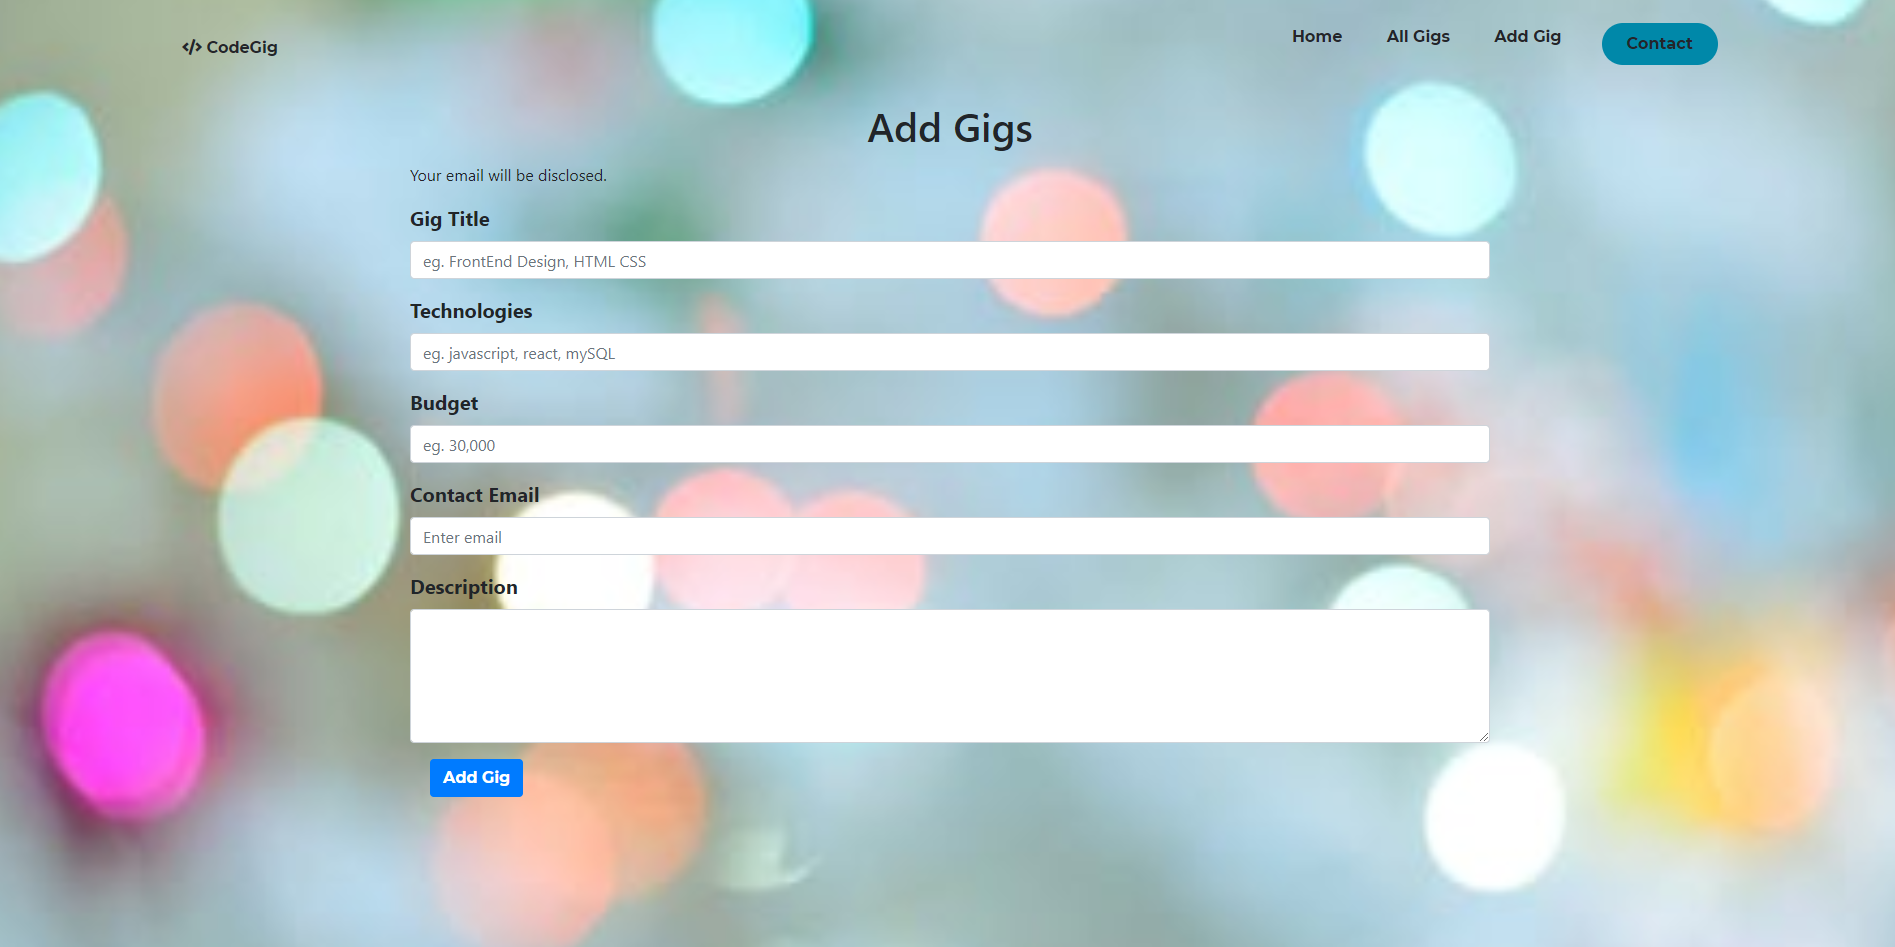 CodeGig
Home
All Gigs
Add Gig
Contact
Add Gigs
Your email will be disclosed.
Gig Title
eg. FrontEnd Design, HTML CSS
Technologies
eg. javascript, react, mySQL
Budget
eg. 30,000
Contact Email
Enter email
Description
Add Gig